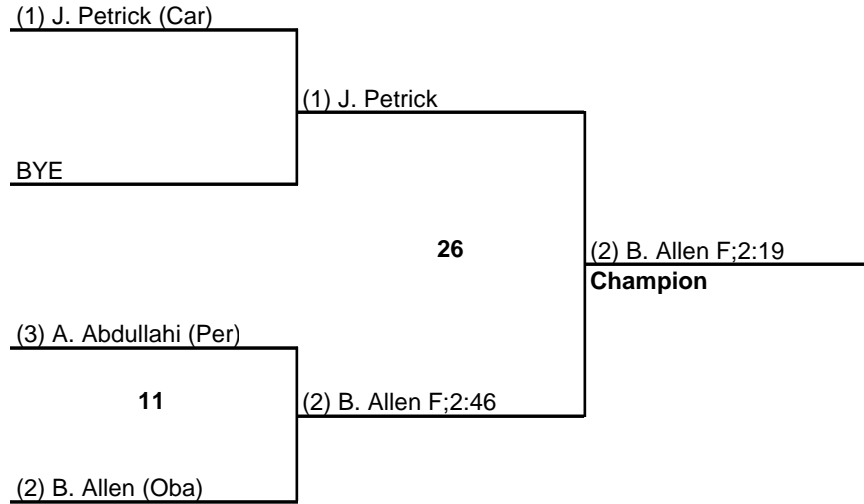 (1) J. Petrick (Car)
(1) J. Petrick
BYE
26
(2) B. Allen F;2:19
Champion
(3) A. Abdullahi (Per)
11
(2) B. Allen F;2:46
(2) B. Allen (Oba)